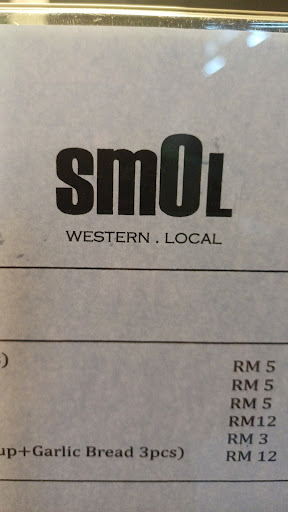 smOL
WESTERN . LOCAL
) RM 5
RM 5
RM 5
RM12
RM 3
up+Garlic Bread 3pcs) RM 12